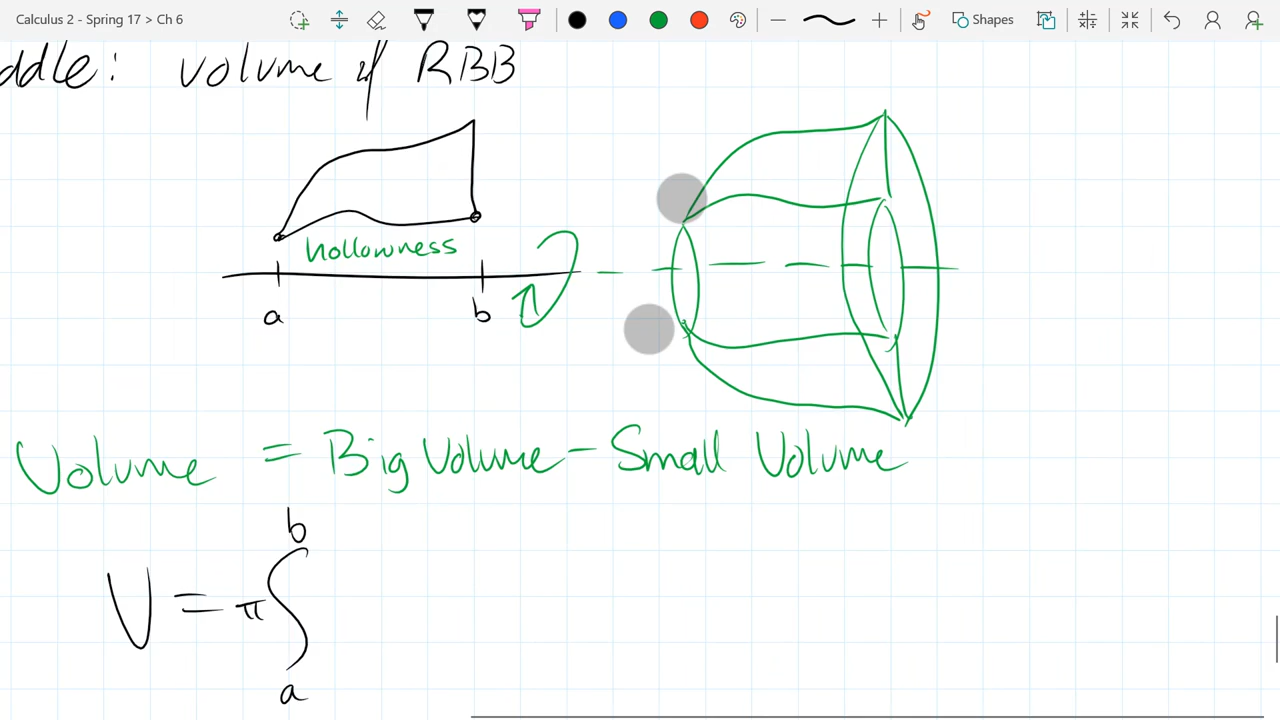 Calculus 2 - Spring 17 > Ch 6
Shapes
ddle: volume of RBB
hollowness
a b
Volume = Big Volume - Small Volume
b
V = π∫
a